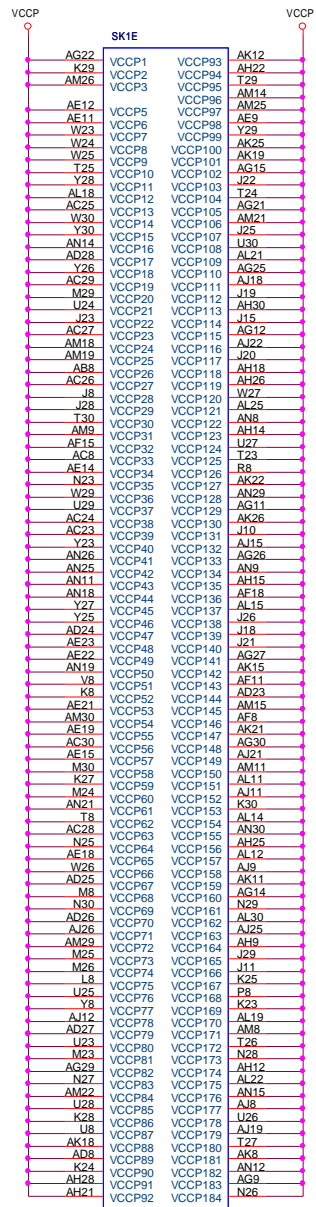 VCCP VCCP
SK1E
AG22 VCCP1 VCCP93 AK12
K29 VCCP2 VCCP94 AH22
AM26 VCCP3 VCCP95 T29
VCCP96 AM14
AE12 VCCP5 VCCP97 AM25
AE11 VCCP6 VCCP98 AE9
W23 VCCP7 VCCP99 Y29
W24 VCCP8 VCCP100 AK25
W25 VCCP9 VCCP101 AK19
T25 VCCP10 VCCP102 AG15
Y28 VCCP11 VCCP103 J22
AL18 VCCP12 VCCP104 T24
AC25 VCCP13 VCCP105 AG21
W30 VCCP14 VCCP106 AM21
Y30 VCCP15 VCCP107 J25
AN14 VCCP16 VCCP108 U30
AD28 VCCP17 VCCP109 AL21
Y26 VCCP18 VCCP110 AG25
AC29 VCCP19 VCCP111 AJ18
M29 VCCP20 VCCP112 J19
U24 VCCP21 VCCP113 AH30
J23 VCCP22 VCCP114 J15
AC27 VCCP23 VCCP115 AG12
AM18 VCCP24 VCCP116 AJ22
AM19 VCCP25 VCCP117 J20
AB8 VCCP26 VCCP118 AH18
AC26 VCCP27 VCCP119 AH26
J8 VCCP28 VCCP120 W27
J28 VCCP29 VCCP121 AL25
T30 VCCP30 VCCP122 AN8
AM9 VCCP31 VCCP123 AH14
AF15 VCCP32 VCCP124 U27
AC8 VCCP33 VCCP125 T23
AE14 VCCP34 VCCP126 R8
N23 VCCP35 VCCP127 AK22
W29 VCCP36 VCCP128 AN29
U29 VCCP37 VCCP129 AG11
AC24 VCCP38 VCCP130 AK26
AC23 VCCP39 VCCP131 J10
Y23 VCCP40 VCCP132 AJ15
AN26 VCCP41 VCCP133 AG26
AN25 VCCP42 VCCP134 AN9
AN11 VCCP43 VCCP135 AH15
AN18 VCCP44 VCCP136 AF18
Y27 VCCP45 VCCP137 AL15
Y25 VCCP46 VCCP138 J26
AD24 VCCP47 VCCP139 J18
AE23 VCCP48 VCCP140 J21
AE22 VCCP49 VCCP141 AG27
AN19 VCCP50 VCCP142 AK15
V8 VCCP51 VCCP143 AF11
K8 VCCP52 VCCP144 AD23
AE21 VCCP53 VCCP145 AM15
AM30 VCCP54 VCCP146 AF8
AE19 VCCP55 VCCP147 AK21
AC30 VCCP56 VCCP148 AG30
AE15 VCCP57 VCCP149 AJ21
M30 VCCP58 VCCP150 AM11
K27 VCCP59 VCCP151 AL11
M24 VCCP60 VCCP152 AJ11
AN21 VCCP61 VCCP153 K30
T8 VCCP62 VCCP154 AL14
AC28 VCCP63 VCCP155 AN30
N25 VCCP64 VCCP156 AH25
AE18 VCCP65 VCCP157 AL12
W26 VCCP66 VCCP158 AJ9
AD25 VCCP67 VCCP159 AK11
M8 VCCP68 VCCP160 AG14
N30 VCCP69 VCCP161 N29
AD26 VCCP70 VCCP162 AL30
AJ26 VCCP71 VCCP163 AJ25
AM29 VCCP72 VCCP164 AH9
M25 VCCP73 VCCP165 J29
M26 VCCP74 VCCP166 J11
L8 VCCP75 VCCP167 K25
U25 VCCP76 VCCP168 P8
Y8 VCCP77 VCCP169 K23
AJ12 VCCP78 VCCP170 AL19
AD27 VCCP79 VCCP171 AM8
U23 VCCP80 VCCP172 T26
M23 VCCP81 VCCP173 N28
AG29 VCCP82 VCCP174 AH12
N27 VCCP83 VCCP175 AL22
AM22 VCCP84 VCCP176 AN15
U28 VCCP85 VCCP177 AJ8
K28 VCCP86 VCCP178 U26
U8 VCCP87 VCCP179 AJ19
AK18 VCCP88 VCCP180 T27
AD8 VCCP89 VCCP181 AK8
K24 VCCP90 VCCP182 AN12
AH28 VCCP91 VCCP183 AG9
AH21 VCCP92 VCCP184 N26